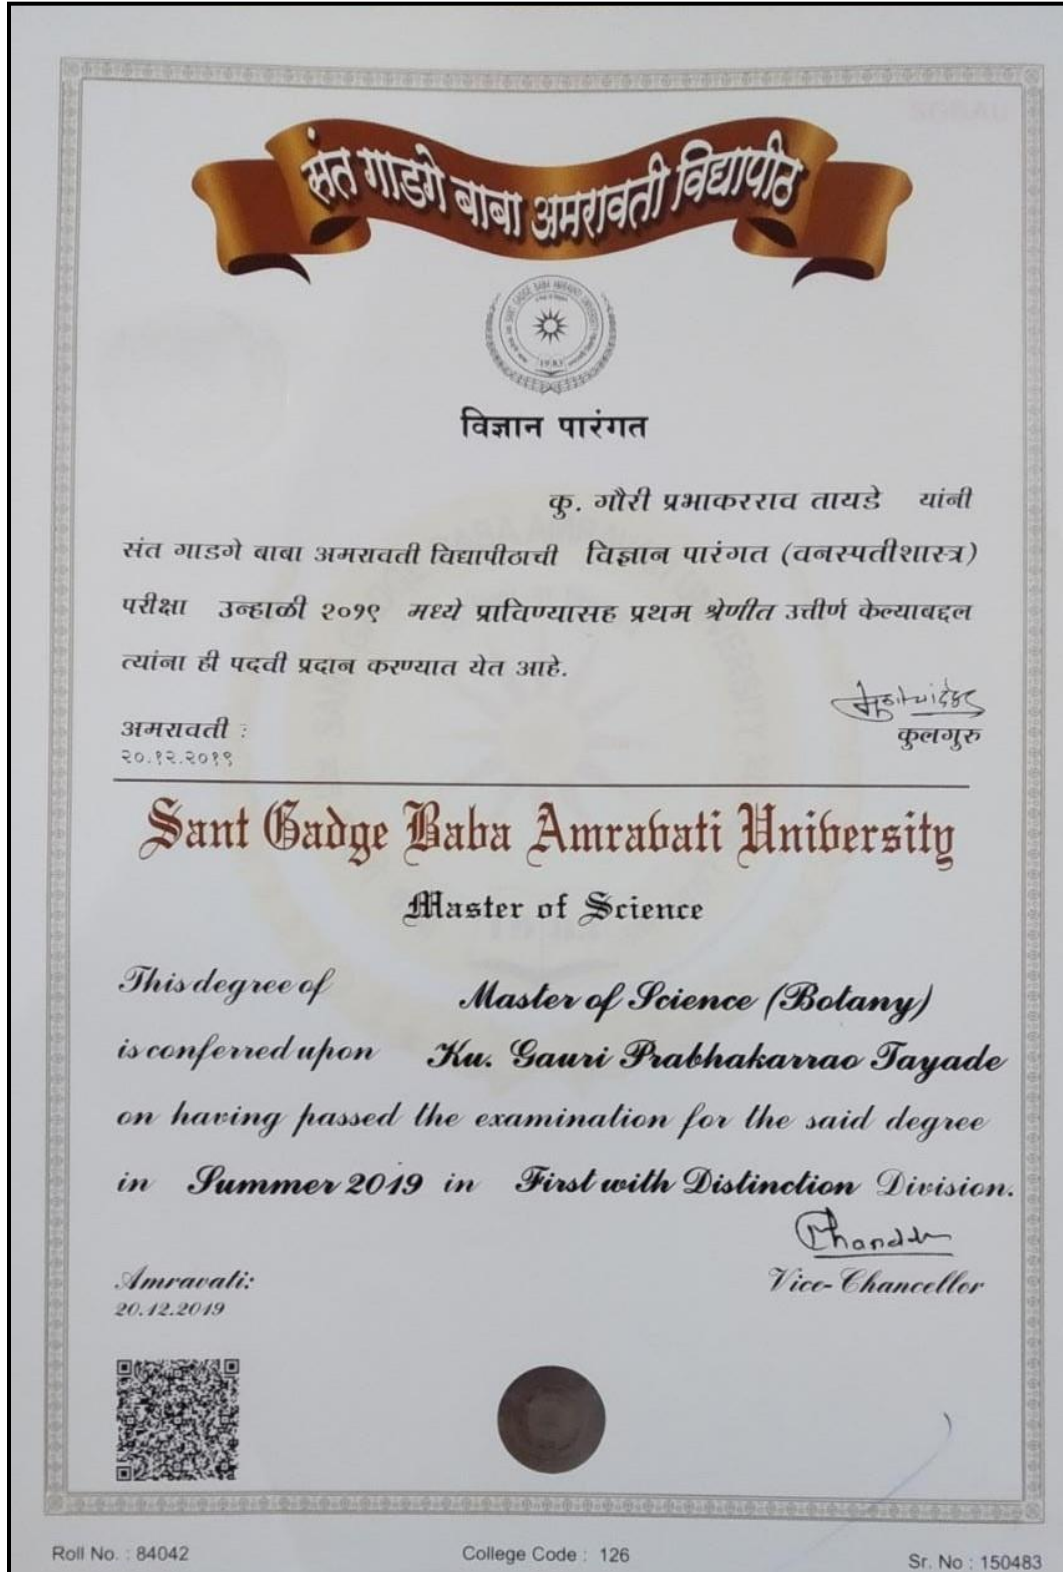 संत गाडगे बाबा अमरावती विद्यापीठ
विज्ञान पारंगत
कु. गौरी प्रभाकरराव तायडे यांनी
संत गाडगे बाबा अमरावती विद्यापीठाची विज्ञान पारंगत (वनस्पतीशास्त्र)
परीक्षा उन्हाळी २०१९ मध्ये प्राविण्यासह प्रथम श्रेणीत उत्तीर्ण केल्याबद्दल
त्यांना ही पदवी प्रदान करण्यात येत आहे.
अमरावती :
कुलगुरु
२०.१२.२०१९
Sant Gadge Baba Amravati University
Master of Science
This degree of Master of Science (Botany)
is conferred upon Ku. Gauri Prabhakarrao Tayade
on having passed the examination for the said degree
in Summer 2019 in First with Distinction Division.
Amravati:
Vice-Chancellor
20.12.2019
Roll No. : 84042 College Code : 126 Sr. No : 150483